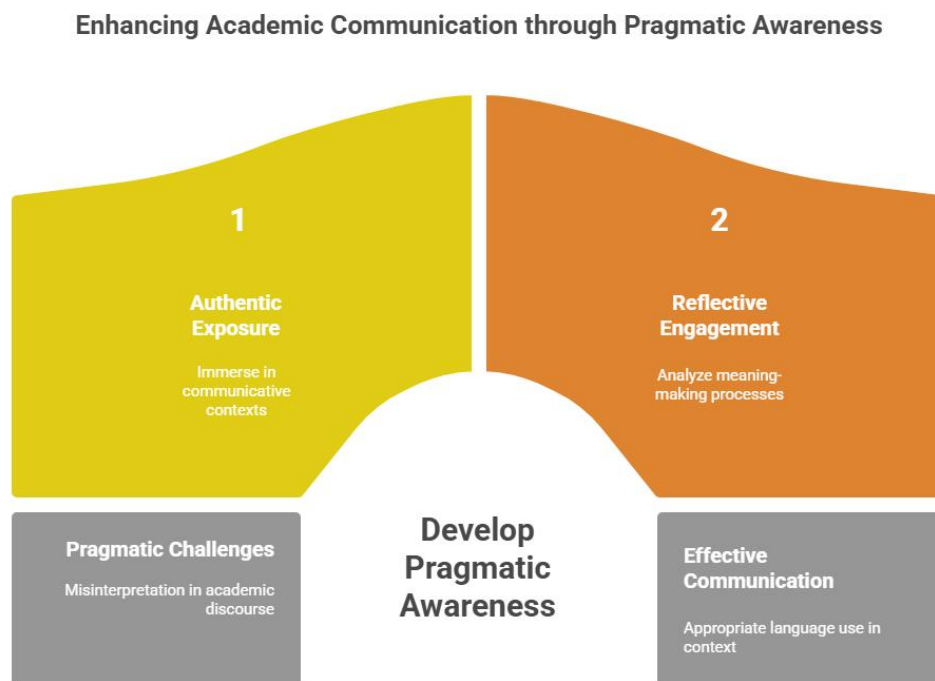 Enhancing Academic Communication through Pragmatic Awareness
1
Authentic
Exposure
Immerse in
communicative
contexts
2
Reflective
Engagement
Analyze meaning-
making processes
Pragmatic Challenges
Misinterpretation in academic
discourse
Develop
Pragmatic
Awareness
Effective
Communication
Appropriate language use in
context